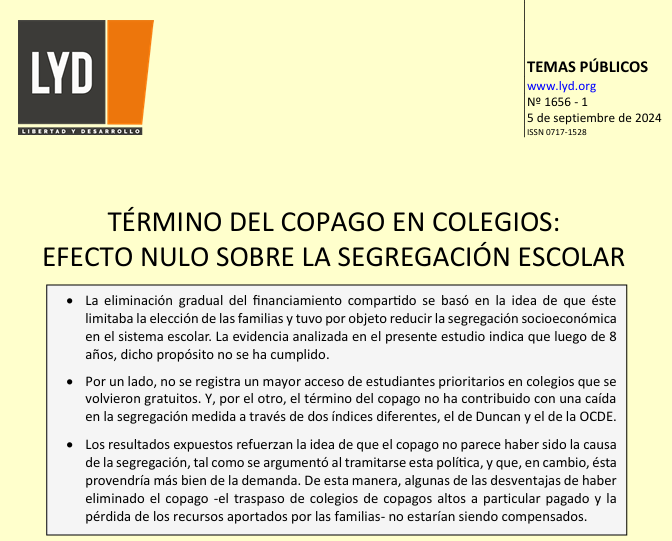 LYD
LIBERTAD Y DESARROLLO
TEMAS PÚBLICOS
www.lyd.org
Nº 1656 - 1
5 de septiembre de 2024
ISSN 0717-1528
TÉRMINO DEL COPAGO EN COLEGIOS:
EFECTO NULO SOBRE LA SEGREGACIÓN ESCOLAR
• La eliminación gradual del financiamiento compartido se basó en la idea de que éste
limitaba la elección de las familias y tuvo por objeto reducir la segregación socioeconómica
en el sistema escolar. La evidencia analizada en el presente estudio indica que luego de 8
años, dicho propósito no se ha cumplido.
• Por un lado, no se registra un mayor acceso de estudiantes prioritarios en colegios que se
volvieron gratuitos. Y, por el otro, el término del copago no ha contribuido con una caída
en la segregación medida a través de dos índices diferentes, el de Duncan y el de la OCDE.
• Los resultados expuestos refuerzan la idea de que el copago no parece haber sido la causa
de la segregación, tal como se argumentó al tramitarse esta política, y que, en cambio, ésta
provendría más bien de la demanda. De esta manera, algunas de las desventajas de haber
eliminado el copago -el traspaso de colegios de copagos altos a particular pagado y la
pérdida de los recursos aportados por las familias- no estarían siendo compensados.